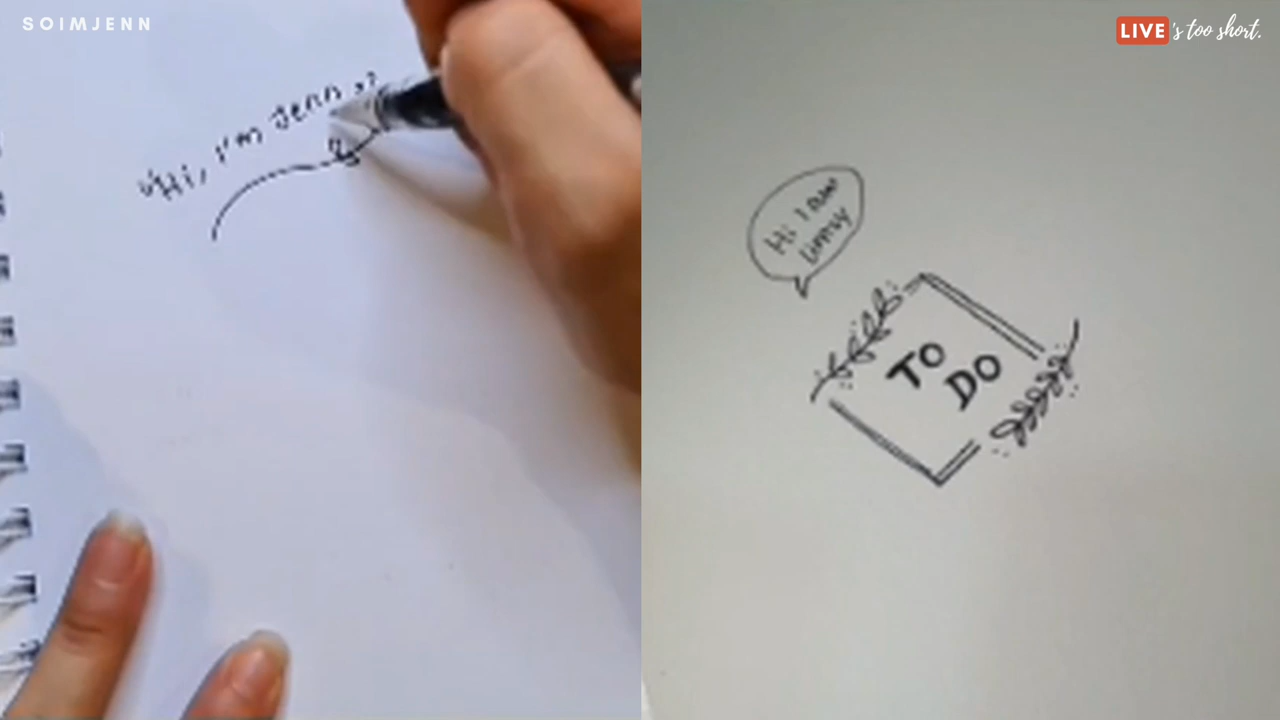 SOIMJENN
LIVE's too short.
"Hi, I'm Jenn
Hi I am
TO
DO